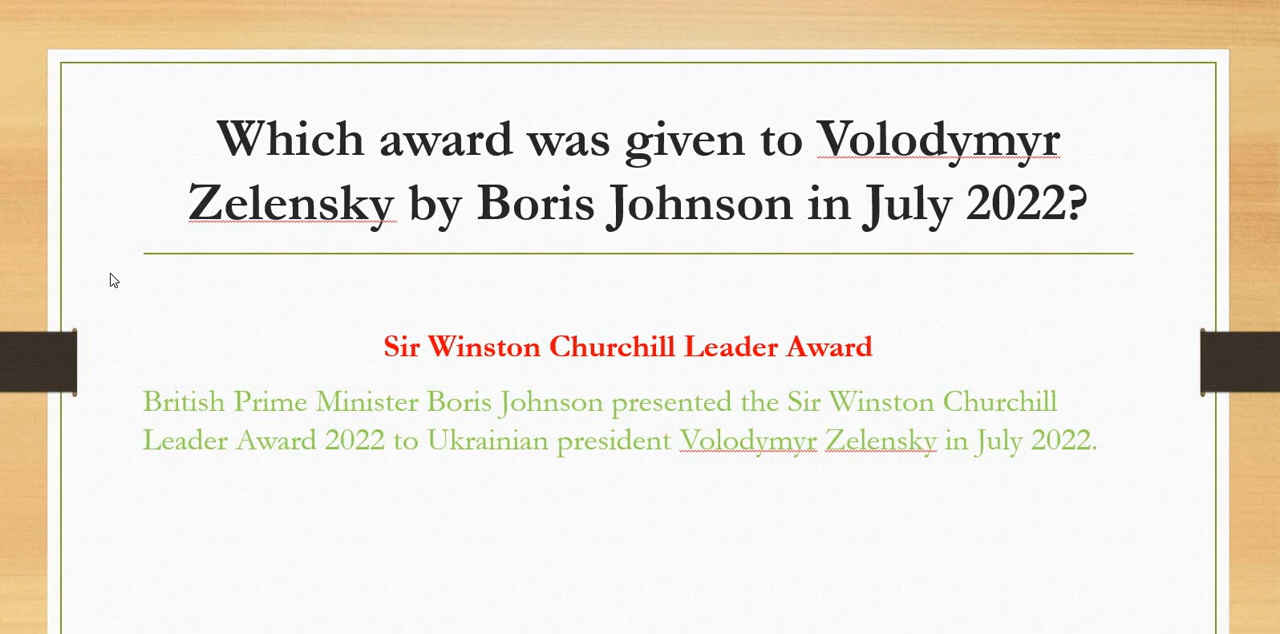 Which award was given to Volodymyr
Zelensky by Boris Johnson in July 2022?
Sir Winston Churchill Leader Award
British Prime Minister Boris Johnson presented the Sir Winston Churchill
Leader Award 2022 to Ukrainian president Volodymyr Zelensky in July 2022.